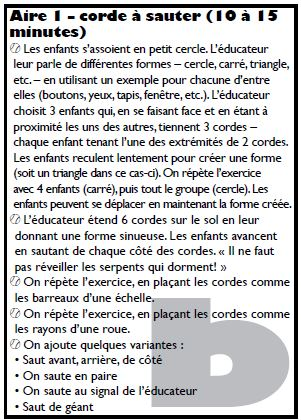 Aire 1 – corde à sauter (10 à 15
minutes)
Les enfants s'assoient en petit cercle. L'éducateur
leur parle de différentes formes – cercle, carré, triangle,
etc. – en utilisant un exemple pour chacune d'entre
elles (boutons, yeux, tapis, fenêtre, etc.). L'éducateur
choisit 3 enfants qui, en se faisant face et en étant à
proximité les uns des autres, tiennent 3 cordes –
chaque enfant tenant l'une des extrémités de 2 cordes.
Les enfants reculent lentement pour créer une forme
(soit un triangle dans ce cas-ci). On répète l'exercice
avec 4 enfants (carré), puis tout le groupe (cercle). Les
enfants peuvent se déplacer en maintenant la forme créée.
L'éducateur étend 6 cordes sur le sol en leur
donnant une forme sinueuse. Les enfants avancent
en sautant de chaque côté des cordes. « Il ne faut
pas réveiller les serpents qui dorment! »
On répète l'exercice, en plaçant les cordes comme
les barreaux d'une échelle.
On répète l'exercice, en plaçant les cordes comme
les rayons d'une roue.
On ajoute quelques variantes :
• Saut avant, arrière, de côté
• On saute en paire
• On saute au signal de l'éducateur
• Saut de géant
b